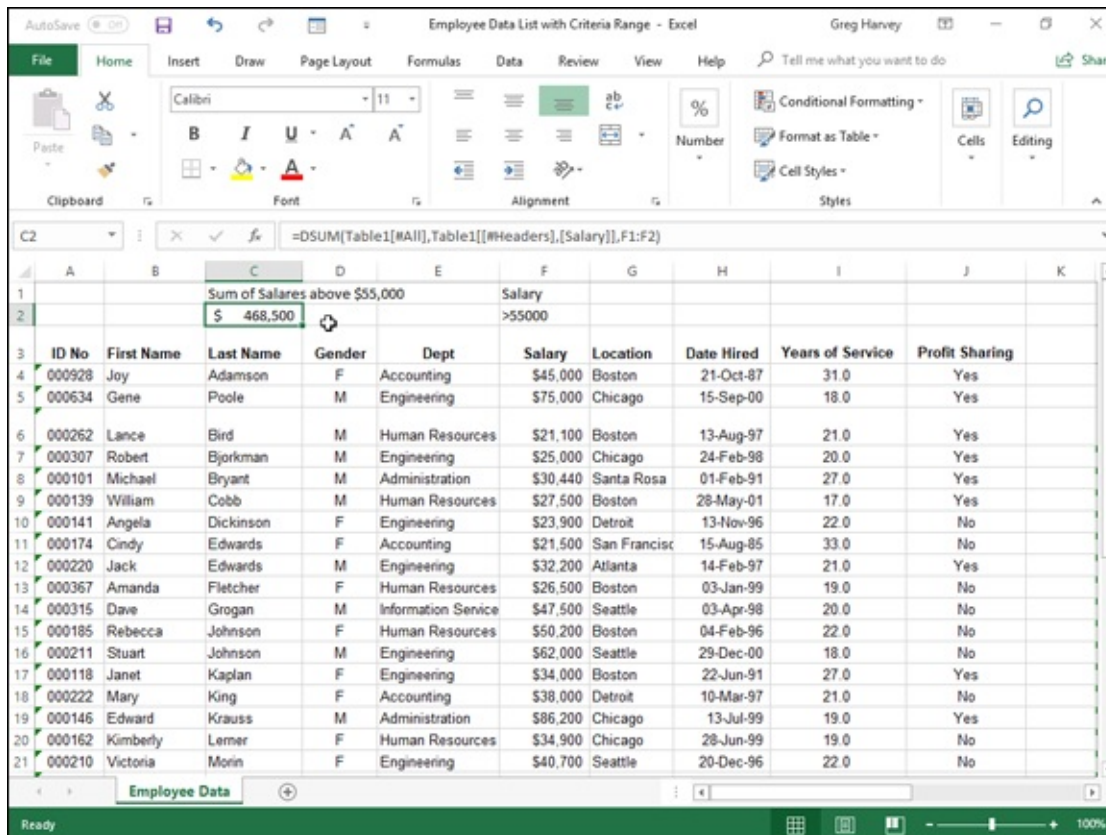 AutoSave Off Employee Data List with Criteria Range - Excel Greg Harvey
File Home Insert Draw Page Layout Formulas Data Review View Help Tell me what you want to do Shar
Calibri 11 ab c % Conditional Formatting
Paste B I U A A Number Format as Table Cells Editing
A Cell Styles
Clipboard Font Alignment Styles
C2 fx =DSUM(Table1[#All],Table1[[#Headers],[Salary]],F1:F2)
A B C D E F G H I J K
1 Sum of Salares above $55,000 Salary
2 $ 468,500 >55000
3 ID No First Name Last Name Gender Dept Salary Location Date Hired Years of Service Profit Sharing
4 000928 Joy Adamson F Accounting $45,000 Boston 21-Oct-87 31.0 Yes
5 000634 Gene Poole M Engineering $75,000 Chicago 15-Sep-00 18.0 Yes
6 000262 Lance Bird M Human Resources $21,100 Boston 13-Aug-97 21.0 Yes
7 000307 Robert Bjorkman M Engineering $25,000 Chicago 24-Feb-98 20.0 Yes
8 000101 Michael Bryant M Administration $30,440 Santa Rosa 01-Feb-91 27.0 Yes
9 000139 William Cobb M Human Resources $27,500 Boston 28-May-01 17.0 Yes
10 000141 Angela Dickinson F Engineering $23,900 Detroit 13-Nov-96 22.0 No
11 000174 Cindy Edwards F Accounting $21,500 San Francisc 15-Aug-85 33.0 No
12 000220 Jack Edwards M Engineering $32,200 Atlanta 14-Feb-97 21.0 Yes
13 000367 Amanda Fletcher F Human Resources $26,500 Boston 03-Jan-99 19.0 No
14 000315 Dave Grogan M Information Service $47,500 Seattle 03-Apr-98 20.0 No
15 000185 Rebecca Johnson F Human Resources $50,200 Boston 04-Feb-96 22.0 No
16 000211 Stuart Johnson M Engineering $62,000 Seattle 29-Dec-00 18.0 No
17 000118 Janet Kaplan F Engineering $34,000 Boston 22-Jun-91 27.0 Yes
18 000222 Mary King F Accounting $38,000 Detroit 10-Mar-97 21.0 No
19 000146 Edward Krauss M Administration $86,200 Chicago 13-Jul-99 19.0 Yes
20 000162 Kimberly Lerner F Human Resources $34,900 Chicago 28-Jun-99 19.0 No
21 000210 Victoria Morin F Engineering $40,700 Seattle 20-Dec-96 22.0 No
Employee Data
Ready 100%